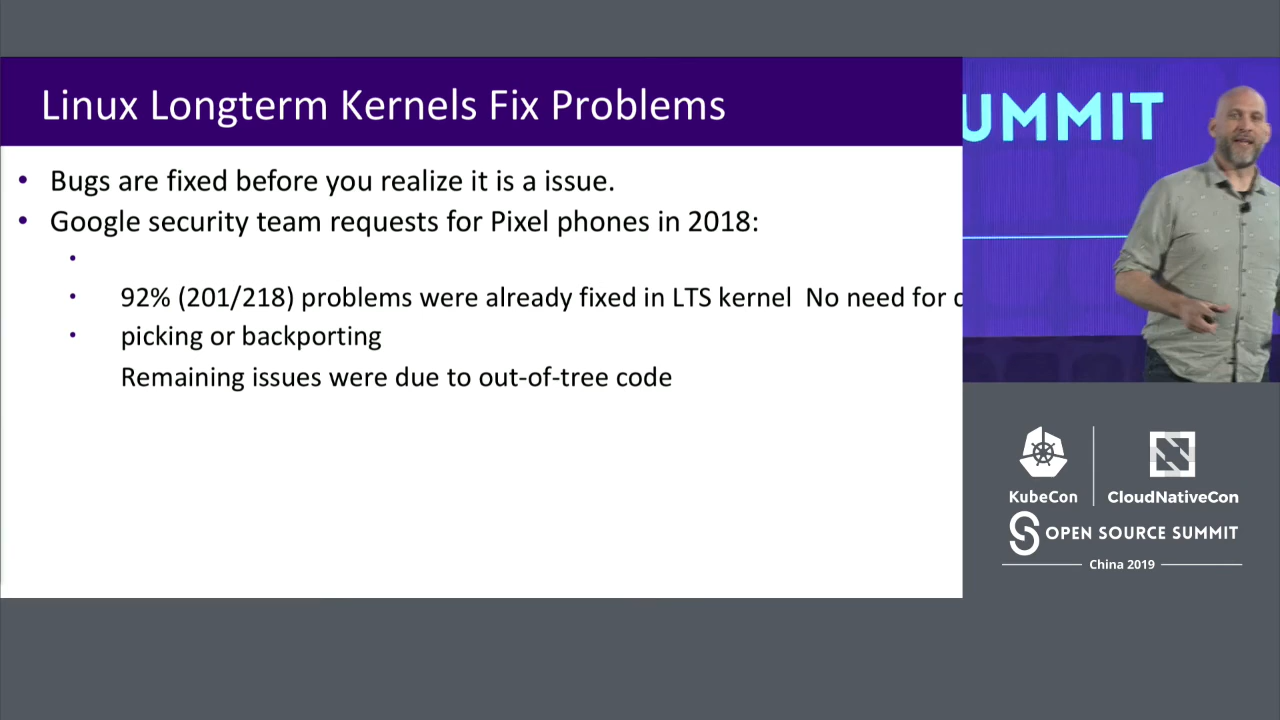 Linux Longterm Kernels Fix Problems
• Bugs are fixed before you realize it is a issue.
• Google security team requests for Pixel phones in 2018:
•
• 92% (201/218) problems were already fixed in LTS kernel No need for
• picking or backporting
Remaining issues were due to out-of-tree code
UMMIT
KubeCon
CloudNativeCon
OPEN SOURCE SUMMIT
China 2019